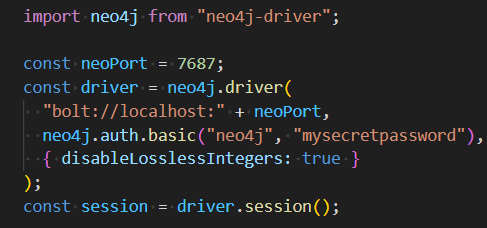 import neo4j from "neo4j-driver";
const neoPort = 7687;
const driver = neo4j.driver(
"bolt://localhost:" + neoPort,
neo4j.auth.basic("neo4j", "mysecretpassword"),
{ disableLosslessIntegers: true }
);
const session = driver.session();